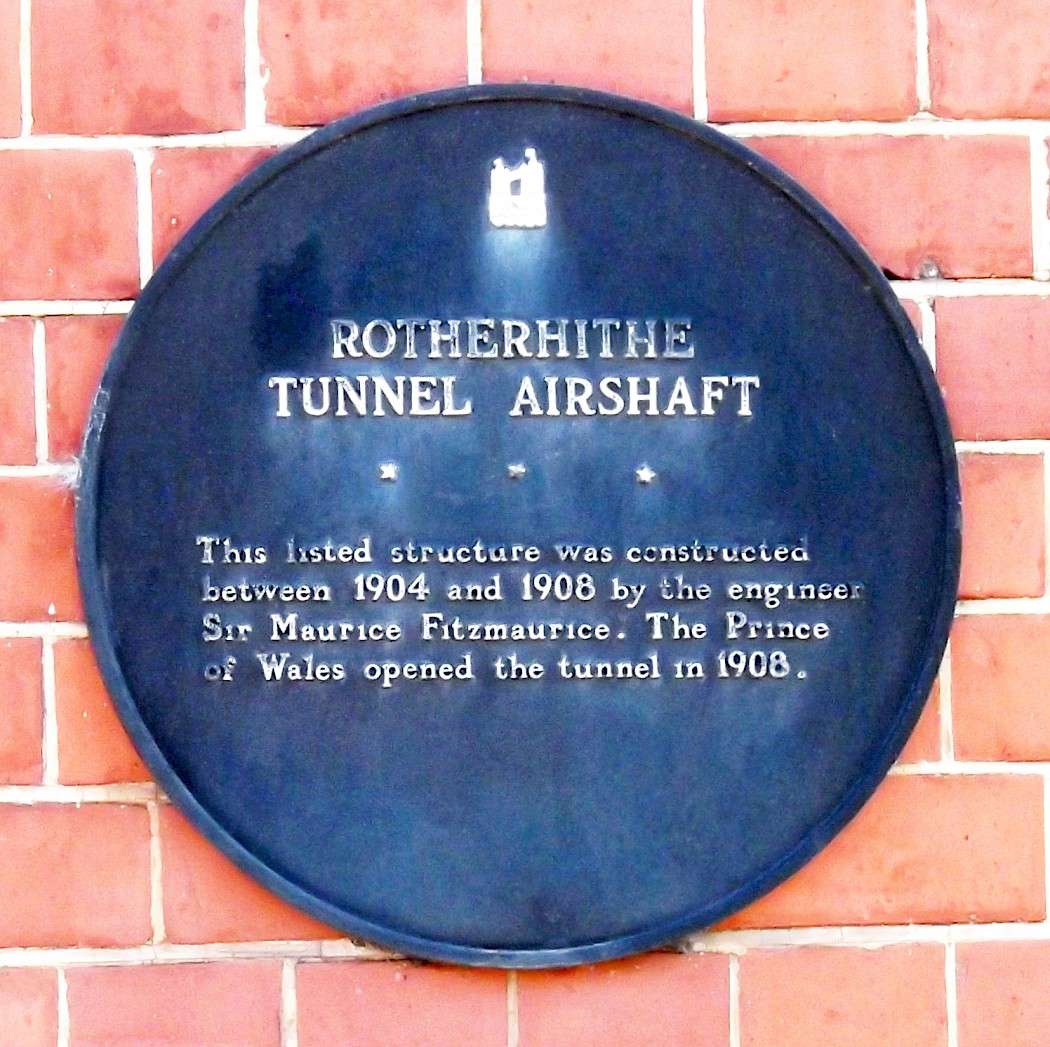 ROTHERHITHE
TUNNEL AIRSHAFT
This listed structure was constructed
between 1904 and 1908 by the engineer
Sir Maurice Fitzmaurice. The Prince
of Wales opened the tunnel in 1908.